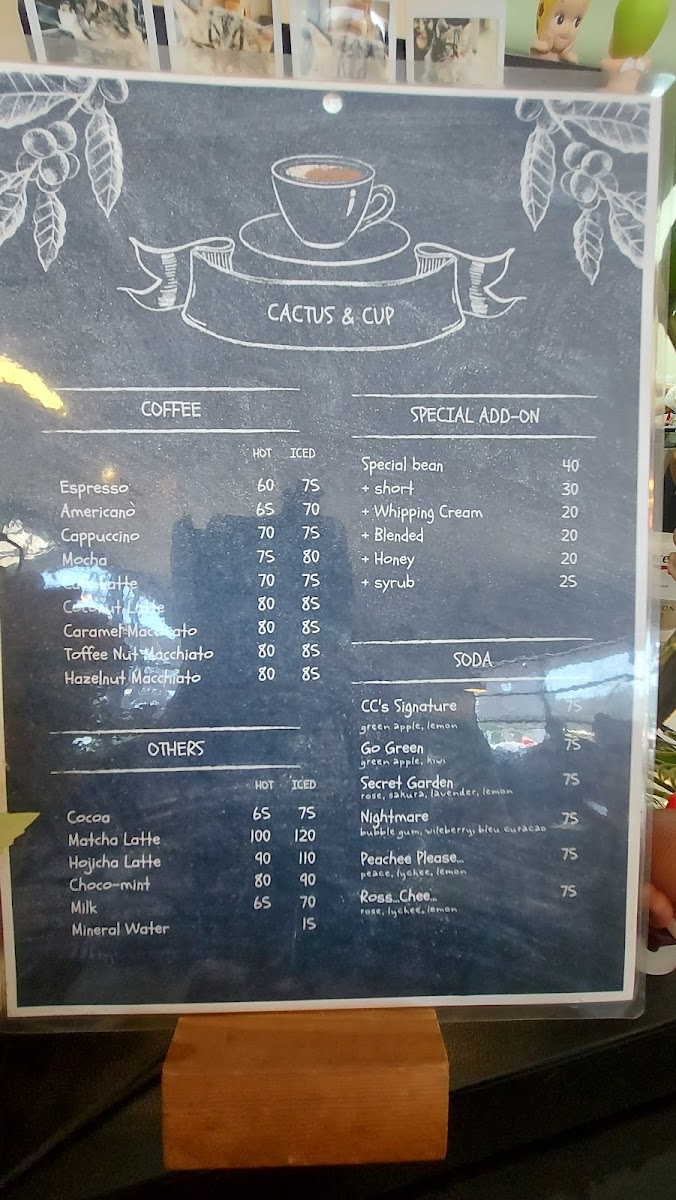 CACTUS & CUP
COFFEE
HOT ICED
Espresso 60 75
Americano 65 70
Cappuccino 70 75
Mocha 75 80
Latte 70 75
Coconut Latte 80 85
Caramel Macchiato 80 85
Toffee Nut Macchiato 80 85
Hazelnut Macchiato 80 85
OTHERS
HOT ICED
Cocoa 65 75
Matcha Latte 100 120
Hojicha Latte 90 110
Choco-mint 80 90
Milk 65 70
Mineral Water 15
SPECIAL ADD-ON
Special bean 40
+ short 30
+ Whipping Cream 20
+ Blended 20
+ Honey 20
+ syrub 25
SODA
CC's Signature 75
green apple, lemon
Go Green 75
green apple, kiwi
Secret Garden 75
rose, sakura, lavender, lemon
Nightmare 75
bubble gum, wileberry, bleu curacao
Peachee Please... 75
peace, lychee, lemon
Ross...Chee... 75
rose, lychee, lemon